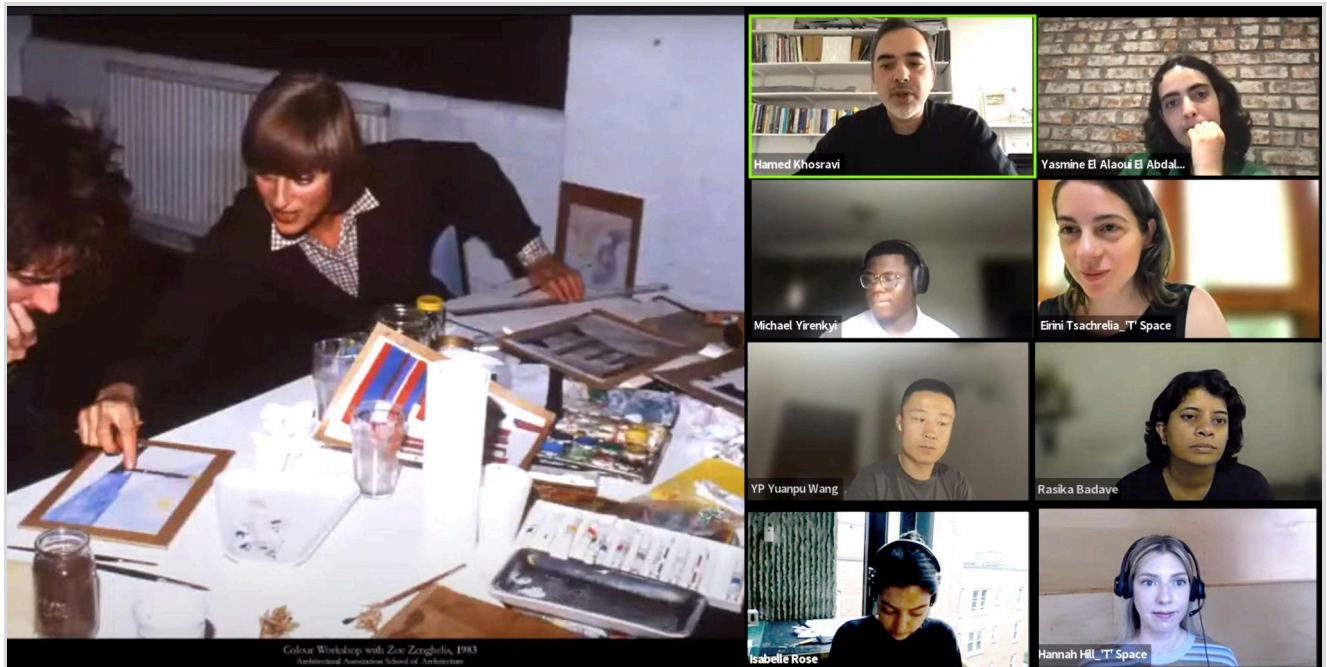 Colour Workshop with Zoe Zenghelis, 1983
Architectural Association School of Architecture
Hamed Khosravi
Yasmine El Alaoui El Abdal...
Michael Yirenkyi
Eirini Tsachrelia_'T' Space
YP Yuanpu Wang
Rasika Badave
Isabelle Rose
Hannah Hill_'T' Space